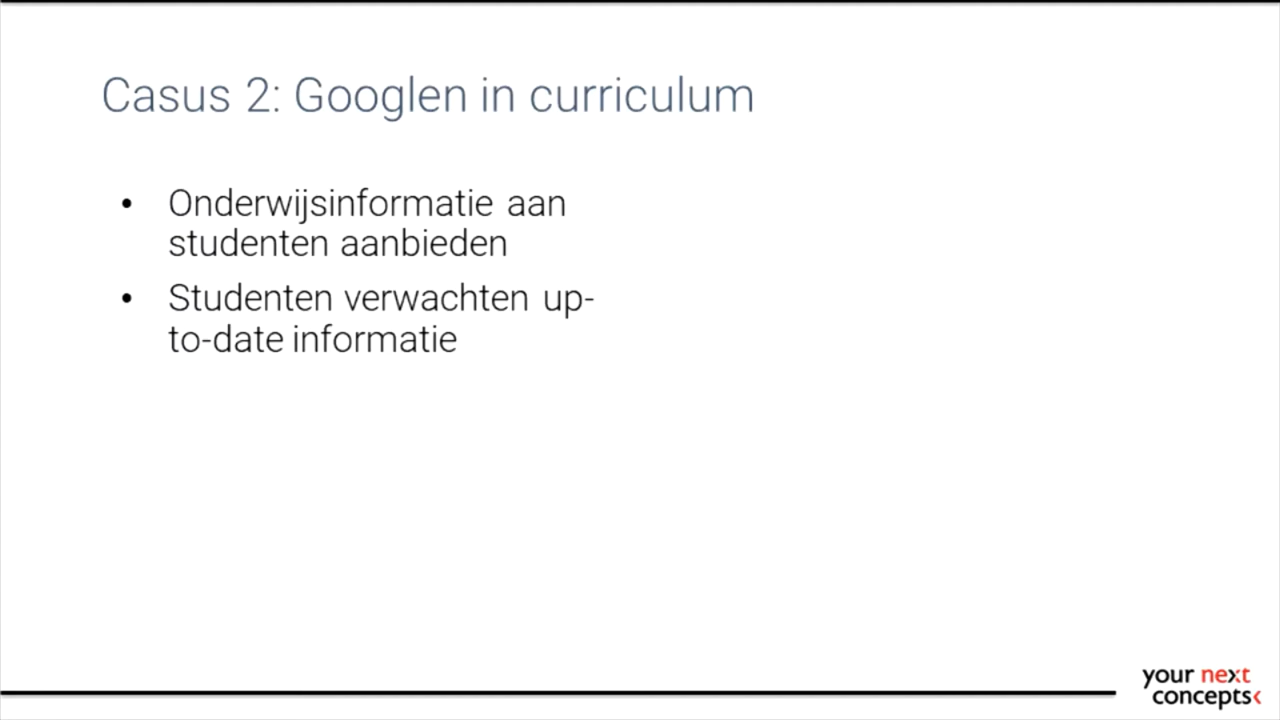 Casus 2: Googlen in curriculum
• Onderwijsinformatie aan
studenten aanbieden
• Studenten verwachten up-
to-date informatie
your next
concepts‹